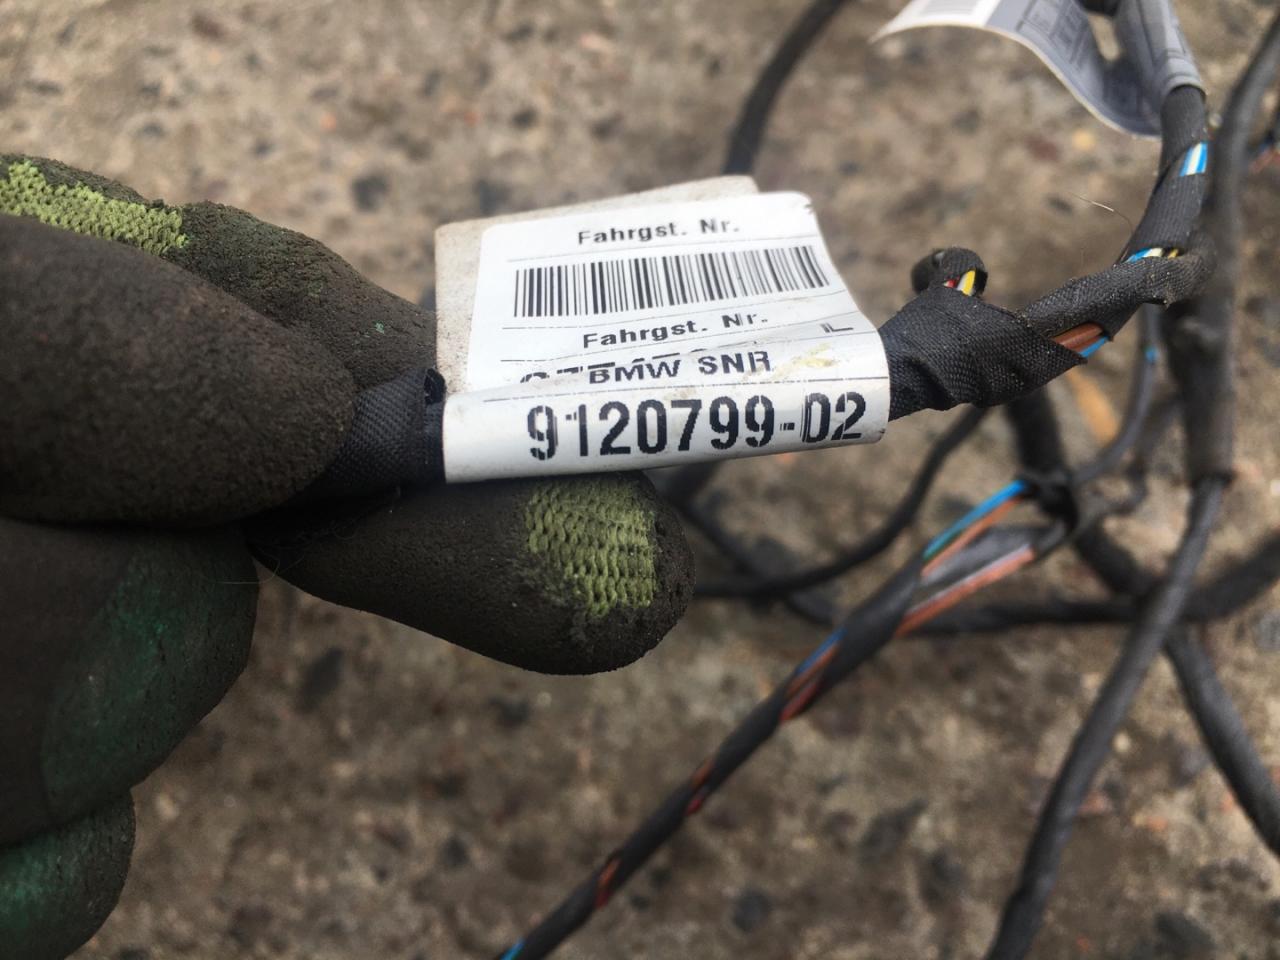 Fahrgst. Nr.
Fahrgst. Nr.
BMW SNR
9120799-02